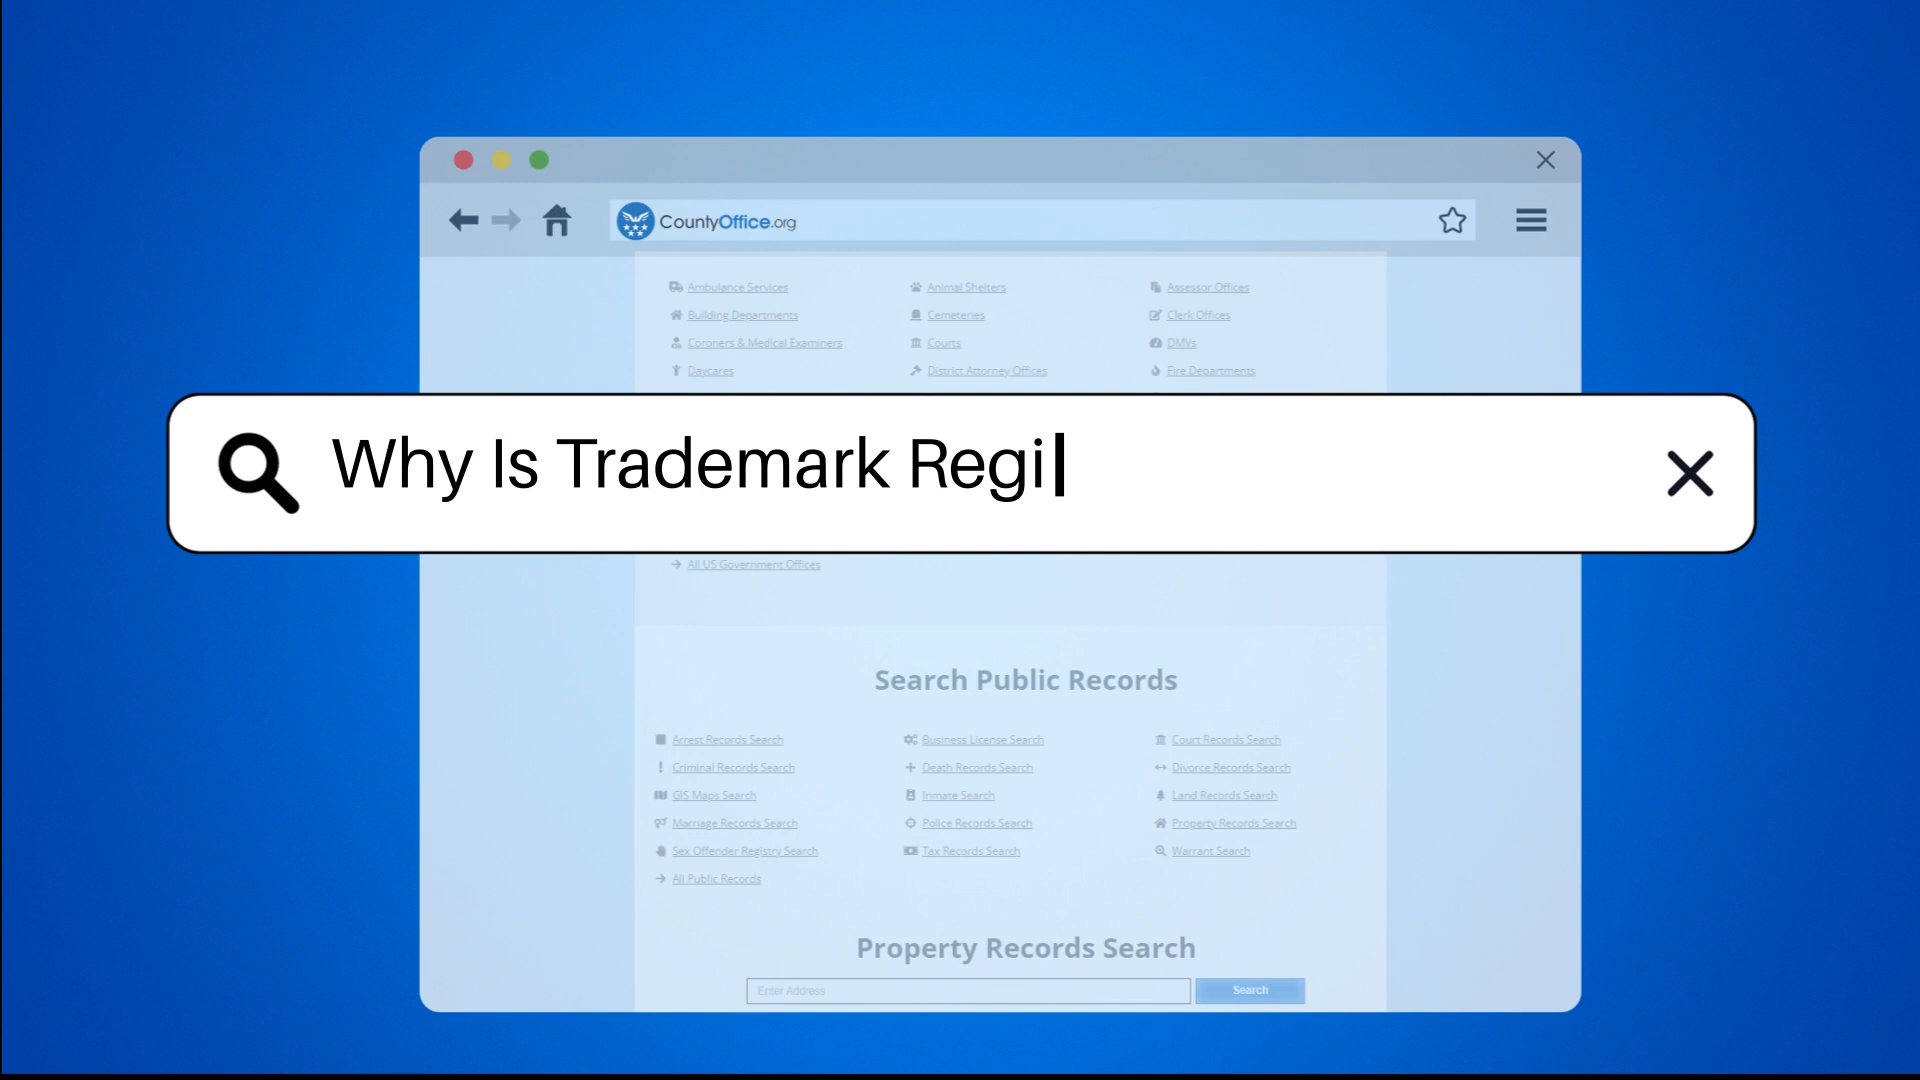 CountyOffice.org
Ambulance Services Animal Shelters Assessor Offices
Building Departments Cemeteries Clerk Offices
Coroners & Medical Examiners Courts DMVs
Daycares District Attorney Offices Fire Departments
Why Is Trademark Regi
All US Government Offices
Search Public Records
Arrest Records Search Business License Search Court Records Search
Criminal Records Search Death Records Search Divorce Records Search
GIS Maps Search Inmate Search Land Records Search
Marriage Records Search Police Records Search Property Records Search
Sex Offender Registry Search Tax Records Search Warrant Search
All Public Records
Property Records Search
Enter Address Search